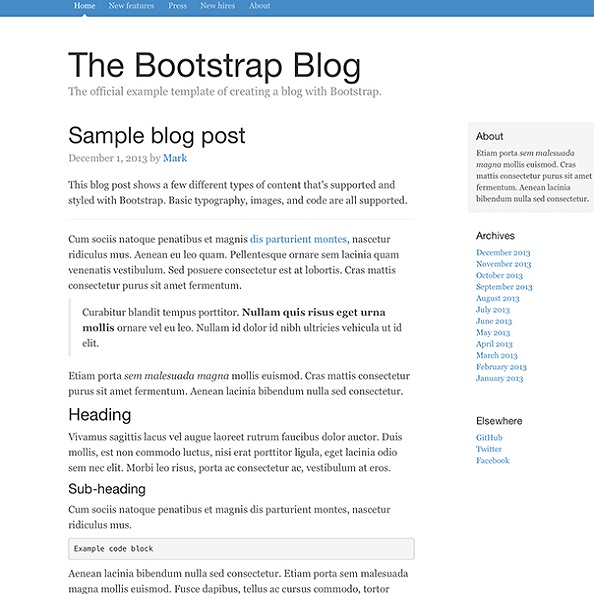 Home New features Press New hires About
The Bootstrap Blog
The official example template of creating a blog with Bootstrap.
Sample blog post
December 1, 2013 by Mark
This blog post shows a few different types of content that's supported and
styled with Bootstrap. Basic typography, images, and code are all supported.
Cum sociis natoque penatibus et magnis dis parturient montes, nascetur
ridiculus mus. Aenean eu leo quam. Pellentesque ornare sem lacinia quam
venenatis vestibulum. Sed posuere consectetur est at lobortis. Cras mattis
consectetur purus sit amet fermentum.
Curabitur blandit tempus porttitor. Nullam quis risus eget urna
mollis ornare vel eu leo. Nullam id dolor id nibh ultricies vehicula ut id
elit.
Etiam porta sem malesuada magna mollis euismod. Cras mattis consectetur
purus sit amet fermentum. Aenean lacinia bibendum nulla sed consectetur.
Heading
Vivamus sagittis lacus vel augue laoreet rutrum faucibus dolor auctor. Duis
mollis, est non commodo luctus, nisi erat porttitor ligula, eget lacinia odio
sem nec elit. Morbi leo risus, porta ac consectetur ac, vestibulum at eros.
Sub-heading
Cum sociis natoque penatibus et magnis dis parturient montes, nascetur
ridiculus mus.
Example code block
Aenean lacinia bibendum nulla sed consectetur. Etiam porta sem malesuada
magna mollis euismod. Fusce dapibus, tellus ac cursus commodo, tortor
About
Etiam porta sem malesuada
magna mollis euismod. Cras
mattis consectetur purus sit amet
fermentum. Aenean lacinia
bibendum nulla sed consectetur.
Archives
December 2013
November 2013
October 2013
September 2013
August 2013
July 2013
June 2013
May 2013
April 2013
March 2013
February 2013
January 2013
Elsewhere
GitHub
Twitter
Facebook